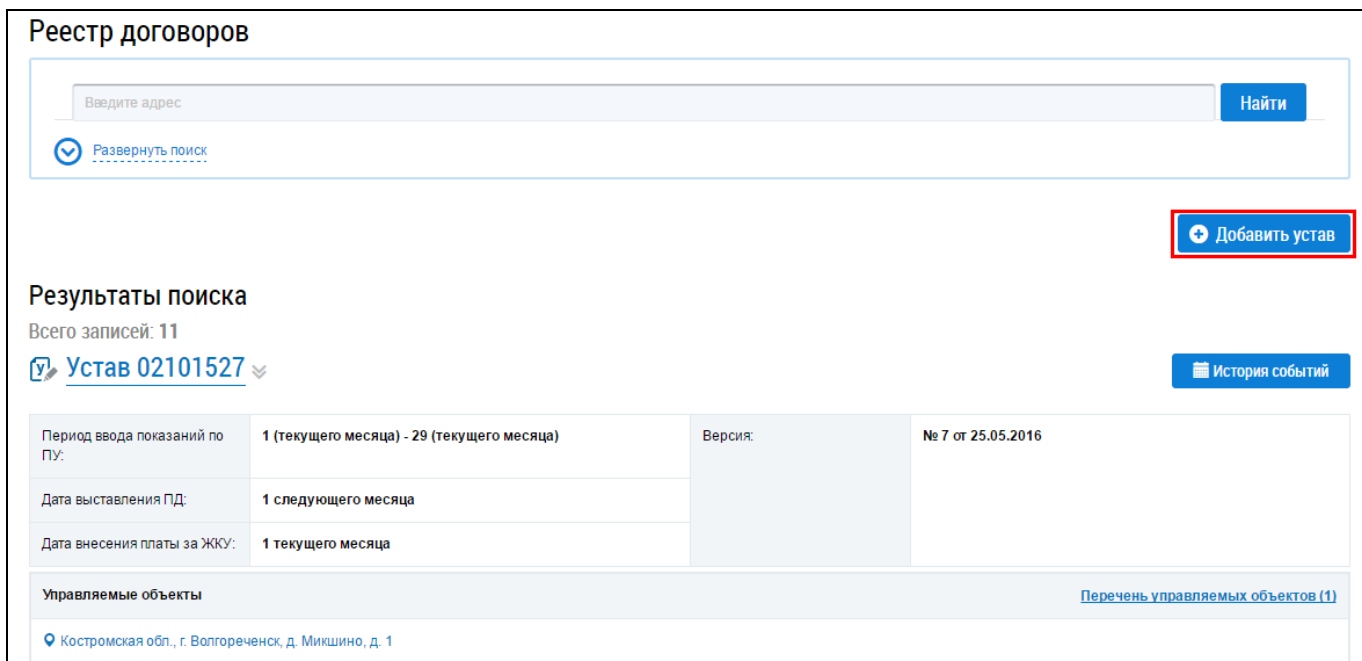 Реестр договоров
Введите адрес
Найти
Развернуть поиск
Добавить устав
Результаты поиска
Всего записей: 11
У Устав 02101527
История событий
Период ввода показаний по ПУ:
1 (текущего месяца) - 29 (текущего месяца)
Версия:
№ 7 от 25.05.2016
Дата выставления ПД:
1 следующего месяца
Дата внесения платы за ЖКУ:
1 текущего месяца
Управляемые объекты
Перечень управляемых объектов (1)
Костромская обл., г. Волгореченск, д. Микшино, д. 1